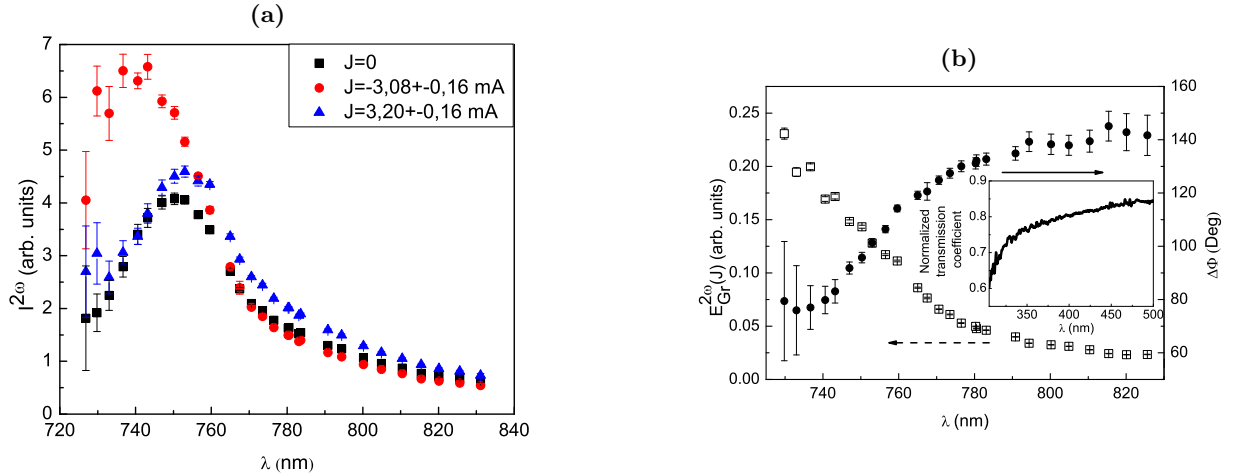 (a)
7
6
5
4
3
2
1
0
I²ω (arb. units)
J=0
J=-3,08+-0,16 mA
J=3,20+-0,16 mA
720 740 760 780 800 820 840
λ (nm)
(b)
0.25
0.20
0.15
0.10
0.05
0.00
E²ω Gr(J) (arb. units)
160
140
120
100
80
60
ΔΦ (Deg)
0.9
0.8
0.7
0.6
Normalized
transmission
coefficient
350 400 450 500
λ (nm)
740 760 780 800 820
λ (nm)